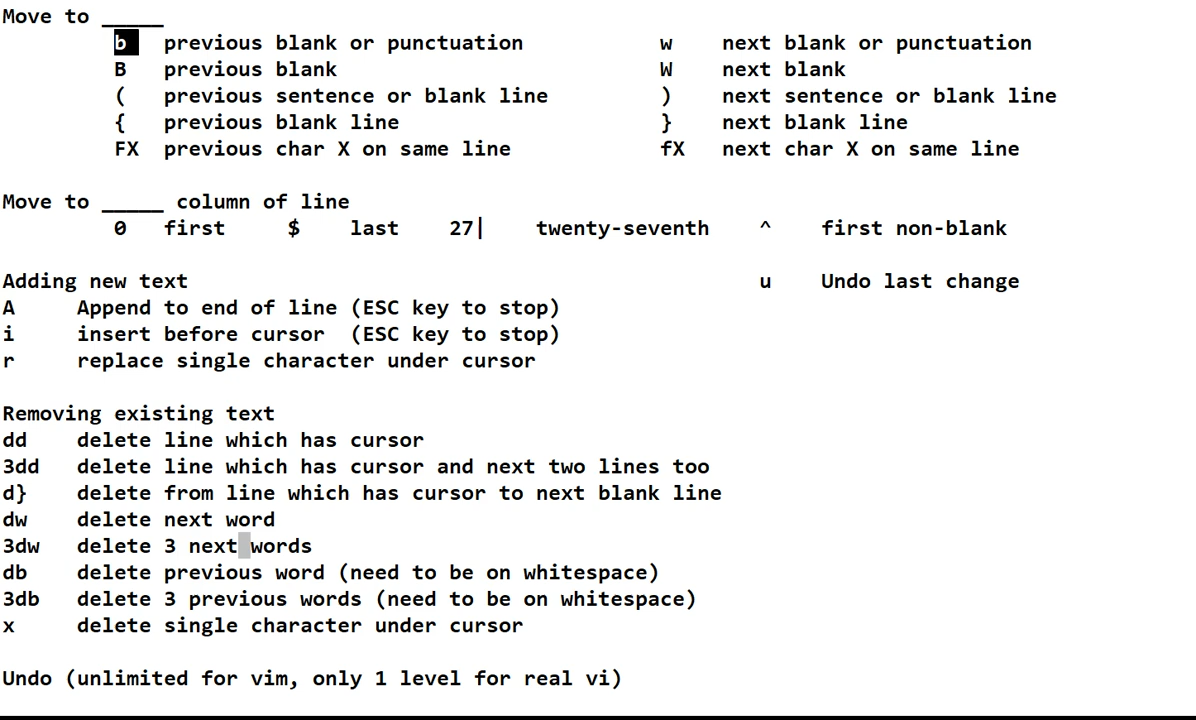 Move to _____
b previous blank or punctuation w next blank or punctuation
B previous blank W next blank
( previous sentence or blank line ) next sentence or blank line
{ previous blank line } next blank line
FX previous char X on same line fX next char X on same line
Move to _____ column of line
0 first $ last 27| twenty-seventh ^ first non-blank
Adding new text u Undo last change
A Append to end of line (ESC key to stop)
i insert before cursor (ESC key to stop)
r replace single character under cursor
Removing existing text
dd delete line which has cursor
3dd delete line which has cursor and next two lines too
d} delete from line which has cursor to next blank line
dw delete next word
3dw delete 3 next words
db delete previous word (need to be on whitespace)
3db delete 3 previous words (need to be on whitespace)
x delete single character under cursor
Undo (unlimited for vim, only 1 level for real vi)